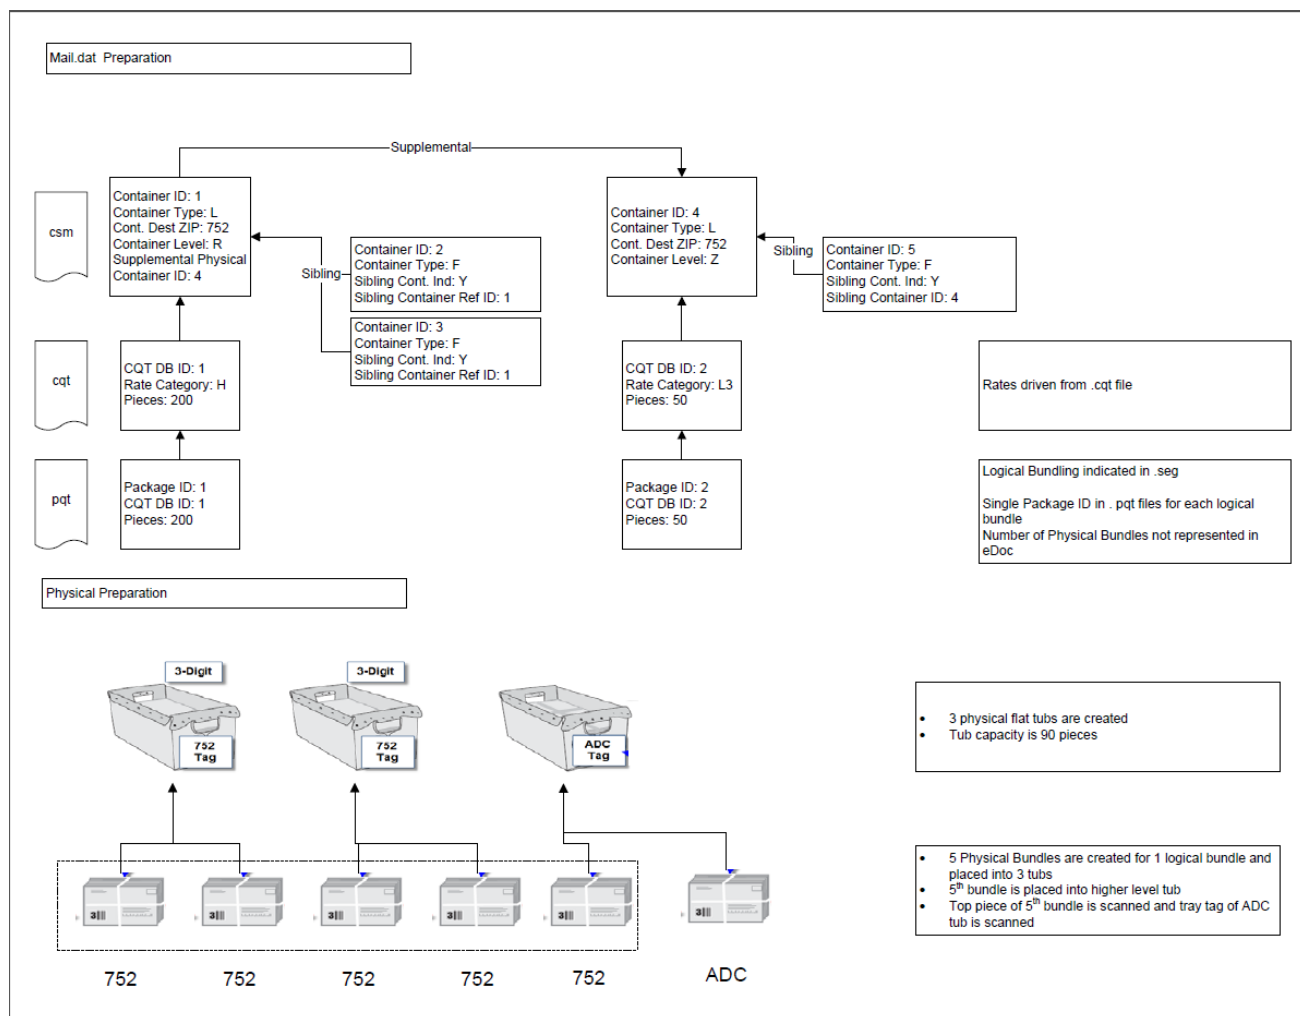 Mail.dat  Preparation
Supplemental
csm
Container ID: 1
Container Type: L
Cont. Dest ZIP: 752
Container Level: R
Supplemental Physical
Container ID: 4
Sibling
Container ID: 2
Container Type: F
Sibling Cont. Ind: Y
Sibling Container Ref ID: 1
Container ID: 3
Container Type: F
Sibling Cont. Ind: Y
Sibling Container Ref ID: 1
Container ID: 4
Container Type: L
Cont. Dest ZIP: 752
Container Level: Z
Sibling
Container ID: 5
Container Type: F
Sibling Cont. Ind: Y
Sibling Container ID: 4
cqt
CQT DB ID: 1
Rate Category: H
Pieces: 200
CQT DB ID: 2
Rate Category: L3
Pieces: 50
Rates driven from .cqt file
pqt
Package ID: 1
CQT DB ID: 1
Pieces: 200
Package ID: 2
CQT DB ID: 2
Pieces: 50
Logical Bundling indicated in .seg
Single Package ID in . pqt files for each logical
bundle
Number of Physical Bundles not represented in
eDoc
Physical Preparation
3-Digit
752
Tag
3-Digit
752
Tag
ADC
Tag
• 3 physical flat tubs are created
• Tub capacity is 90 pieces
3
3
3
3
3
3
• 5 Physical Bundles are created for 1 logical bundle and
placed into 3 tubs
• 5th bundle is placed into higher level tub
• Top piece of 5th bundle is scanned and tray tag of ADC
tub is scanned
752
752
752
752
752
ADC